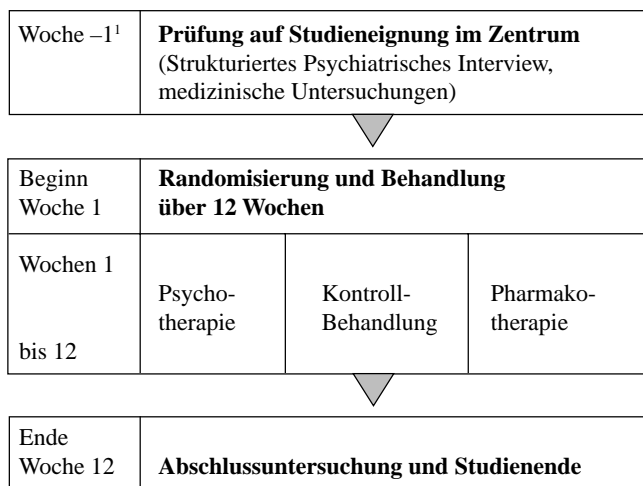 Woche –1¹
Prüfung auf Studieneignung im Zentrum
(Strukturiertes Psychiatrisches Interview,
medizinische Untersuchungen)
Beginn
Woche 1
Randomisierung und Behandlung
über 12 Wochen
Wochen 1
bis 12
Psycho-
therapie
Kontroll-
Behandlung
Pharmako-
therapie
Ende
Woche 12
Abschlussuntersuchung und Studienende